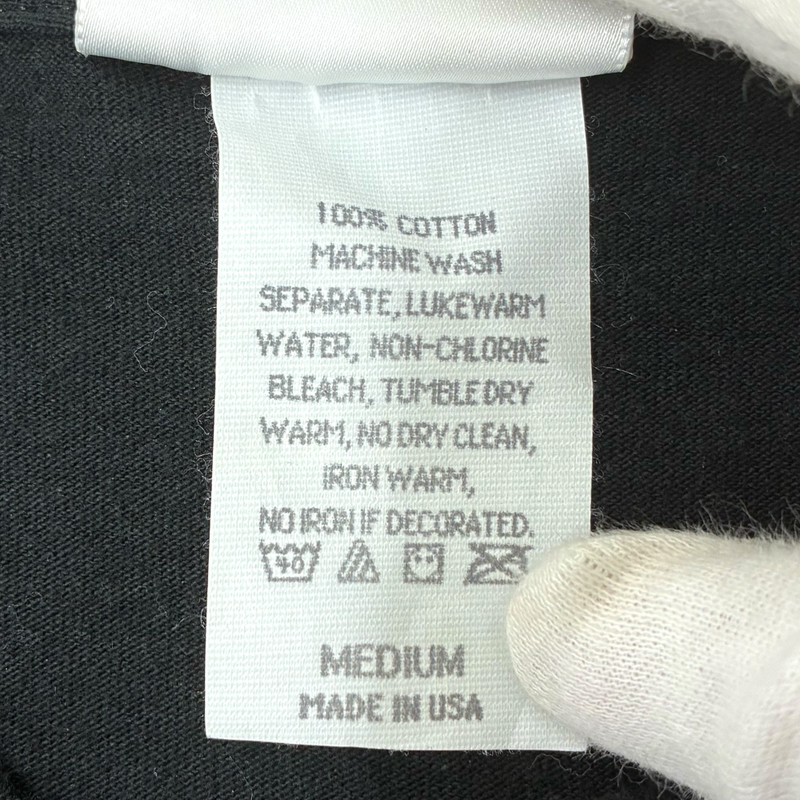 100% COTTON
MACHINE WASH
SEPARATE, LUKEWARM
WATER, NON-CHLORINE
BLEACH, TUMBLE DRY
WARM, NO DRY CLEAN,
IRON WARM,
NO IRON IF DECORATED.
40
MEDIUM
MADE IN USA